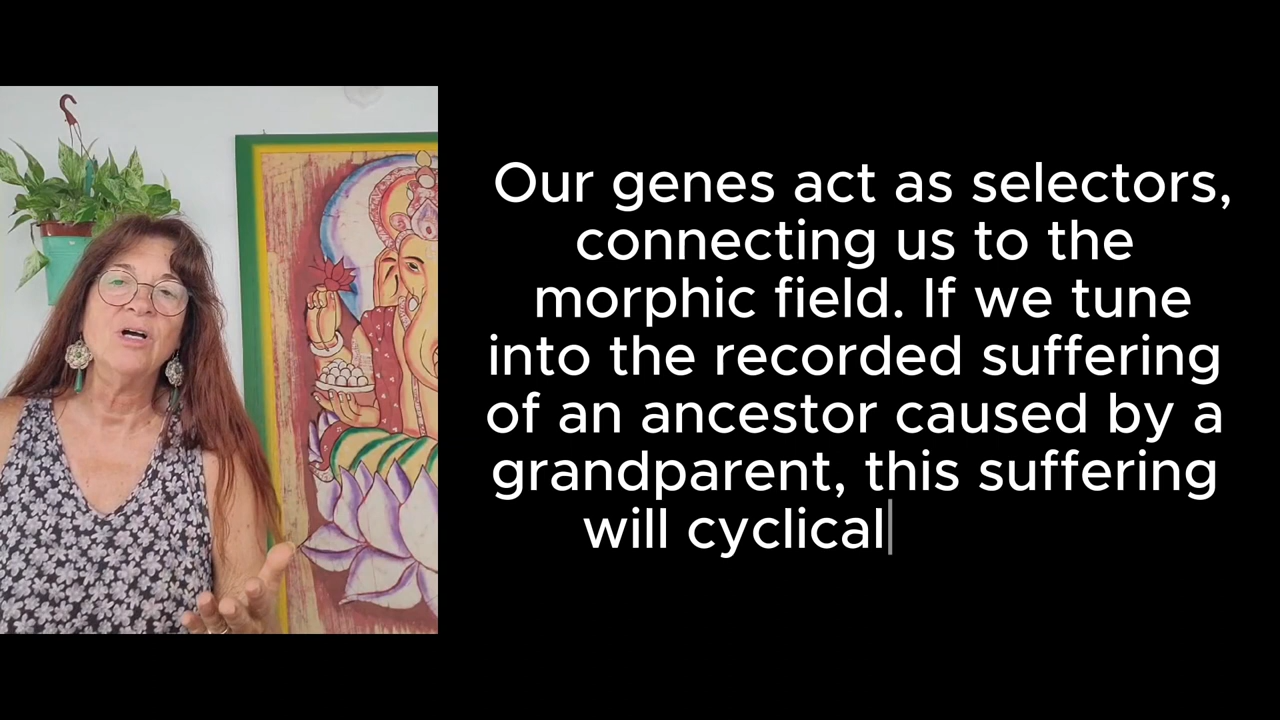 Our genes act as selectors,
connecting us to the
morphic field. If we tune
into the recorded suffering
of an ancestor caused by a
grandparent, this suffering
will cyclical